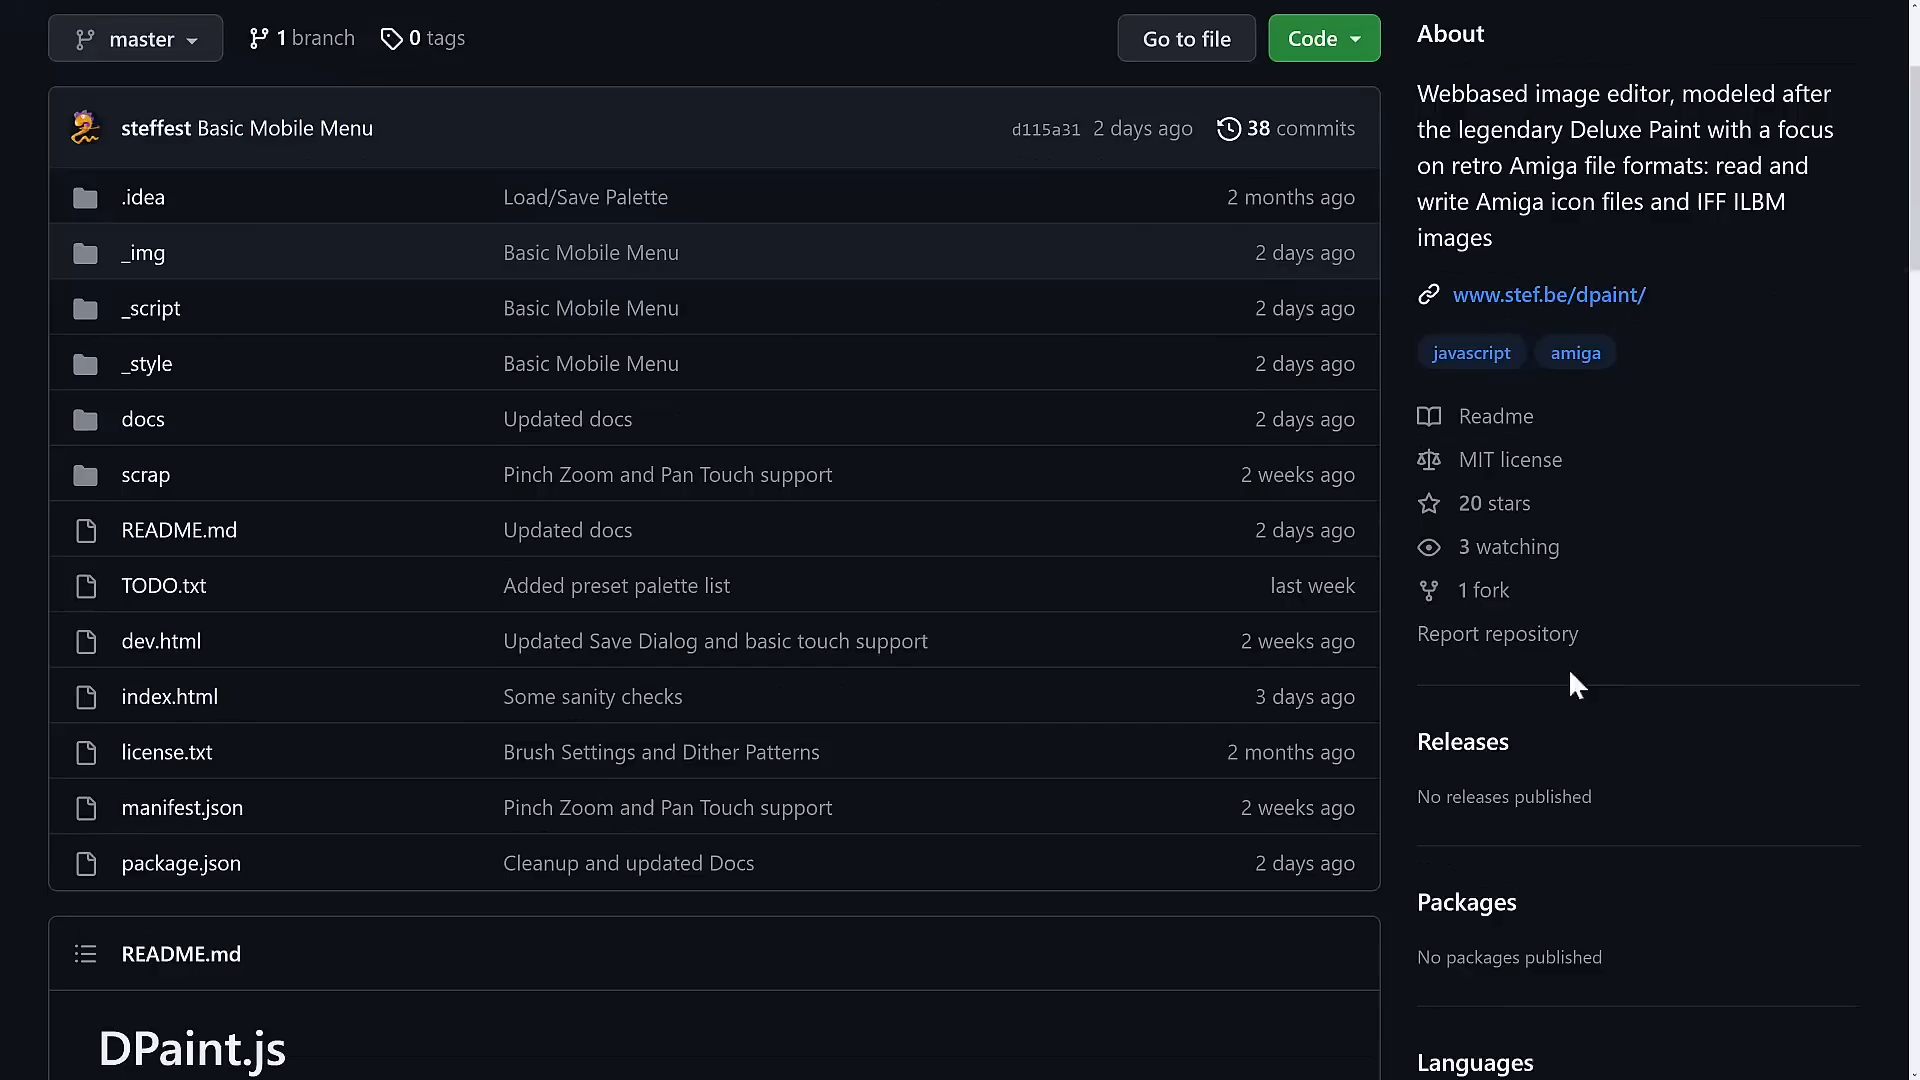 master
1 branch
0 tags
Go to file
Code
steffest Basic Mobile Menu
d115a31 2 days ago 38 commits
.idea Load/Save Palette 2 months ago
_img Basic Mobile Menu 2 days ago
_script Basic Mobile Menu 2 days ago
_style Basic Mobile Menu 2 days ago
docs Updated docs 2 days ago
scrap Pinch Zoom and Pan Touch support 2 weeks ago
README.md Updated docs 2 days ago
TODO.txt Added preset palette list last week
dev.html Updated Save Dialog and basic touch support 2 weeks ago
index.html Some sanity checks 3 days ago
license.txt Brush Settings and Dither Patterns 2 months ago
manifest.json Pinch Zoom and Pan Touch support 2 weeks ago
package.json Cleanup and updated Docs 2 days ago
README.md
DPaint.js
About
Webbased image editor, modeled after
the legendary Deluxe Paint with a focus
on retro Amiga file formats: read and
write Amiga icon files and IFF ILBM
images
www.stef.be/dpaint/
javascript amiga
Readme
MIT license
20 stars
3 watching
1 fork
Report repository
Releases
No releases published
Packages
No packages published
Languages